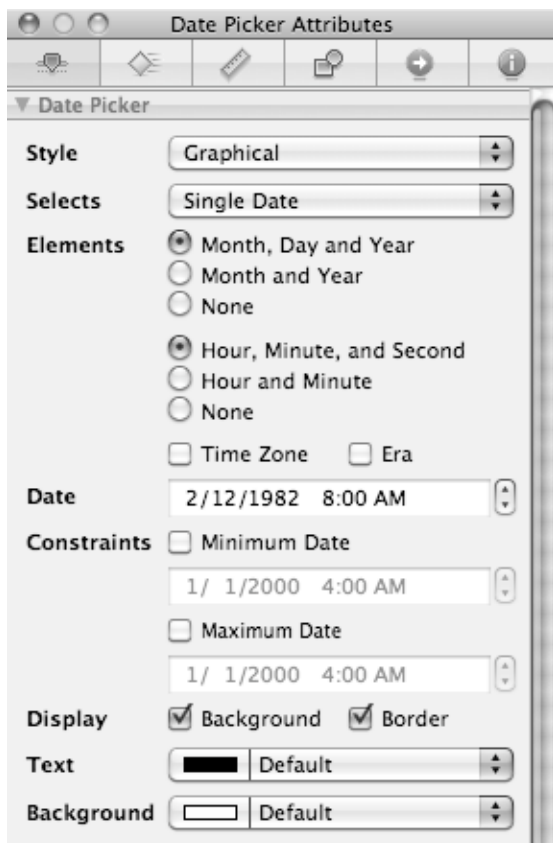 Date Picker Attributes
Date Picker
Style Graphical
Selects Single Date
Elements Month, Day and Year
Month and Year
None
Hour, Minute, and Second
Hour and Minute
None
Time Zone Era
Date 2/12/1982 8:00 AM
Constraints Minimum Date
1/ 1/2000 4:00 AM
Maximum Date
1/ 1/2000 4:00 AM
Display Background Border
Text Default
Background Default